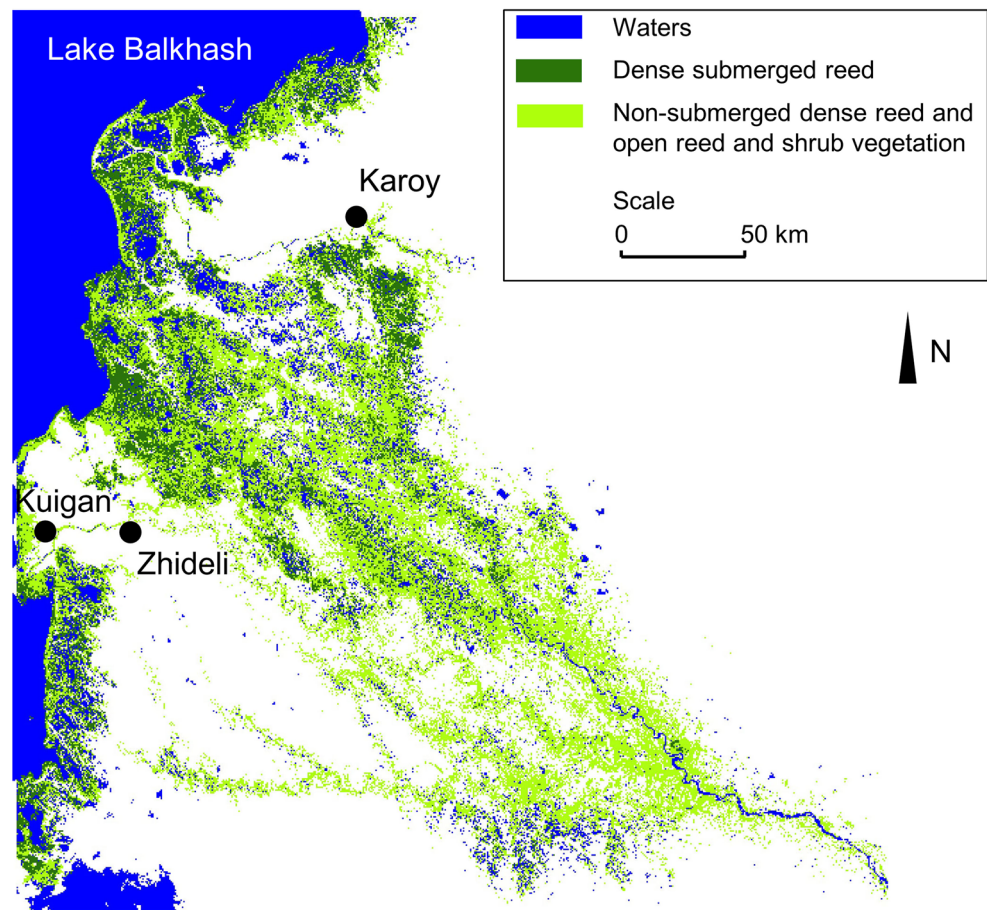 Lake Balkhash
Waters
Dense submerged reed
Non-submerged dense reed and
open reed and shrub vegetation
Scale
0 50 km
Karoy
N
Kuigan
Zhideli